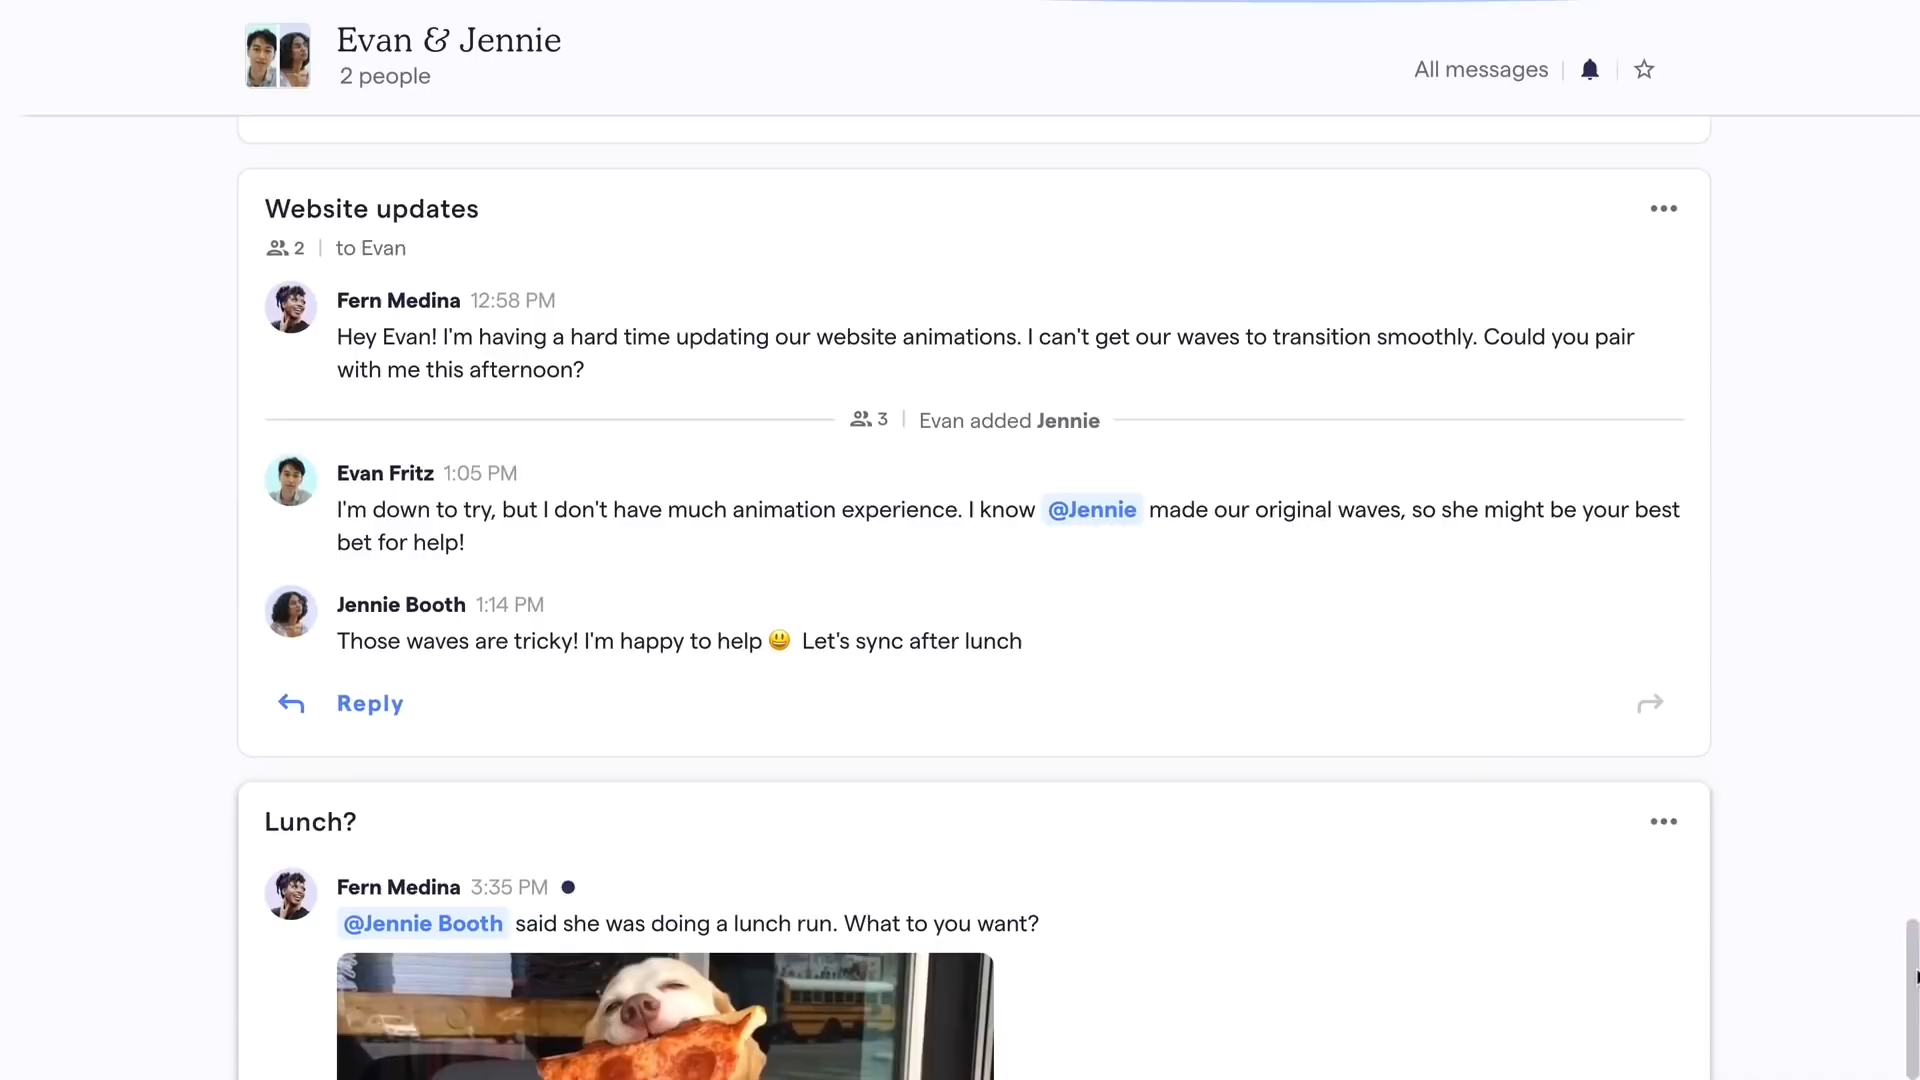 Evan & Jennie
2 people
All messages
Website updates
2 | to Evan
Fern Medina 12:58 PM
Hey Evan! I'm having a hard time updating our website animations. I can't get our waves to transition smoothly. Could you pair
with me this afternoon?
3 | Evan added Jennie
Evan Fritz 1:05 PM
I'm down to try, but I don't have much animation experience. I know @Jennie made our original waves, so she might be your best
bet for help!
Jennie Booth 1:14 PM
Those waves are tricky! I'm happy to help 😃 Let's sync after lunch
Reply
Lunch?
Fern Medina 3:35 PM
@Jennie Booth said she was doing a lunch run. What to you want?